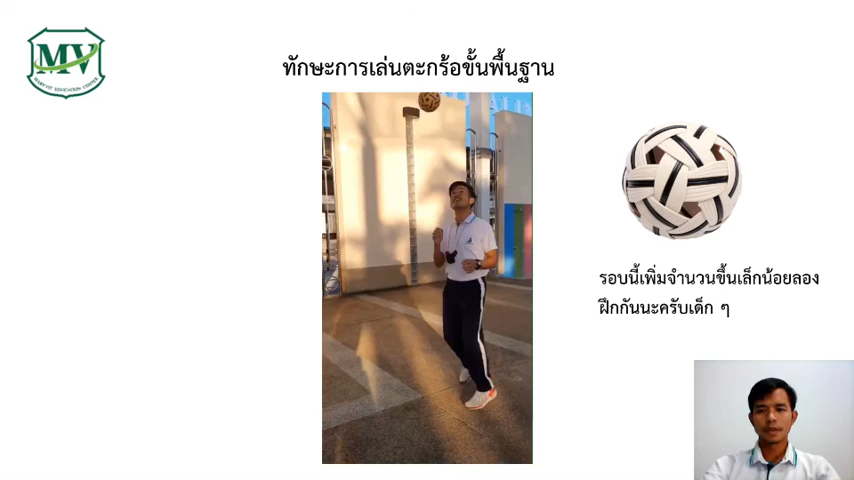 MV
ทักษะการเล่นตะกร้อขั้นพื้นฐาน
รอบนี้เพิ่มจำนวนขึ้นเล็กน้อยลอง
ฝึกกันนะครับเด็ก ๆ